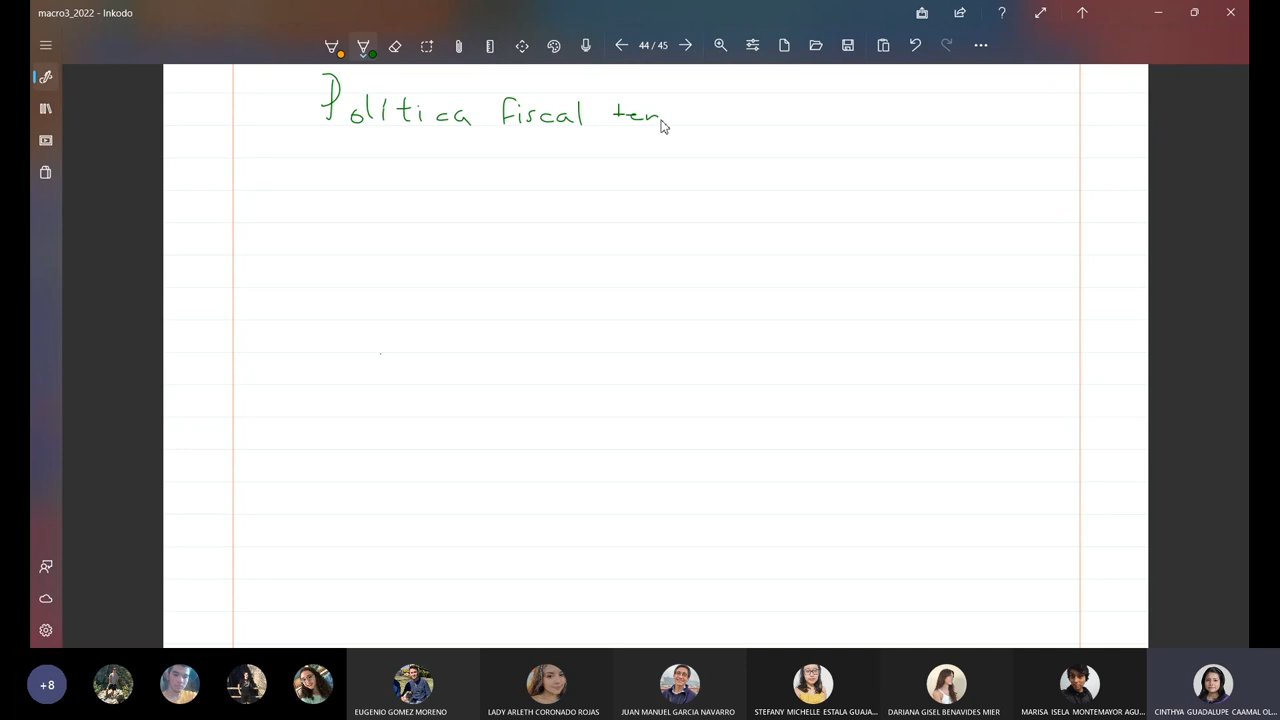 macro3_2022 - Inkodo
44 / 45
Política fiscal ter
+8
EUGENIO GOMEZ MORENO
LADY ARLETH CORONADO ROJAS
JUAN MANUEL GARCIA NAVARRO
STEFANY MICHELLE ESTALA GUAJA...
DARIANA GISEL BENAVIDES MIER
MARISA ISELA MONTEMAYOR AGU...
CINTHYA GUADALUPE CAAMAL OL...